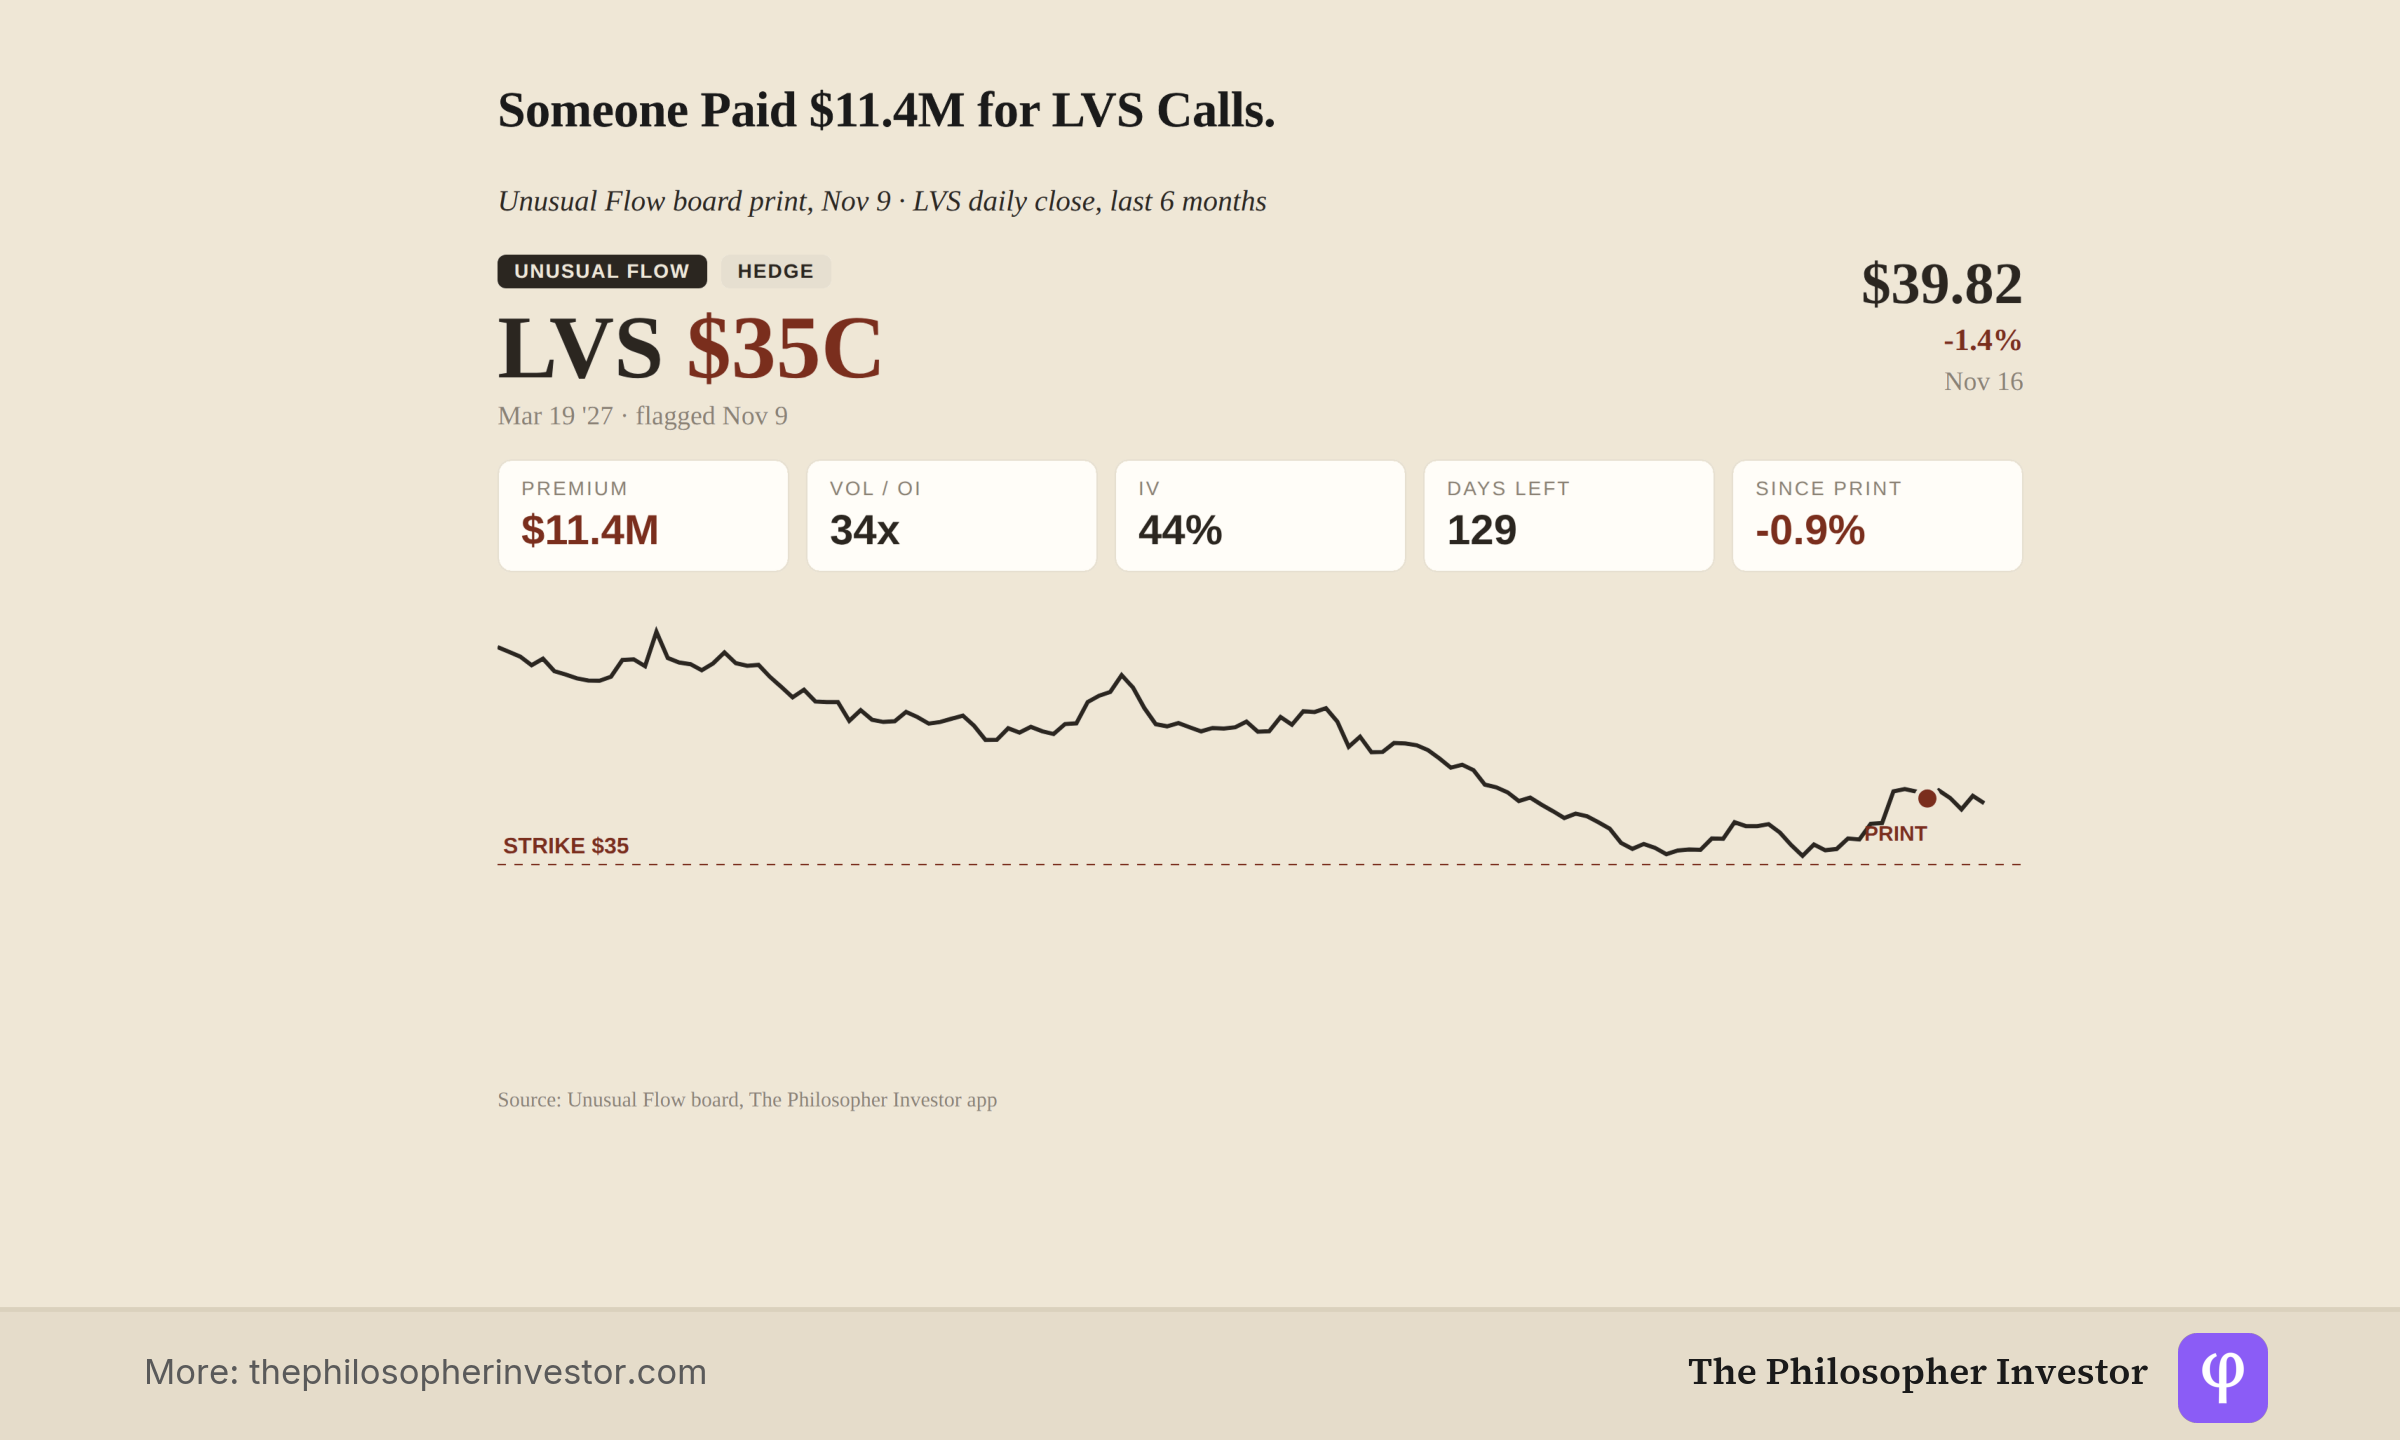 Someone Paid $11.4M for LVS Calls.
Unusual Flow board print, Nov 9 · LVS daily close, last 6 months
UNUSUAL FLOW HEDGE
LVS $35C
Mar 19 '27 · flagged Nov 9
$39.82
-1.4%
Nov 16
PREMIUM
$11.4M
VOL / OI
34x
IV
44%
DAYS LEFT
129
SINCE PRINT
-0.9%
PRINT
STRIKE $35
Source: Unusual Flow board, The Philosopher Investor app
More: thephilosopherinvestor.com
The Philosopher Investor
φ